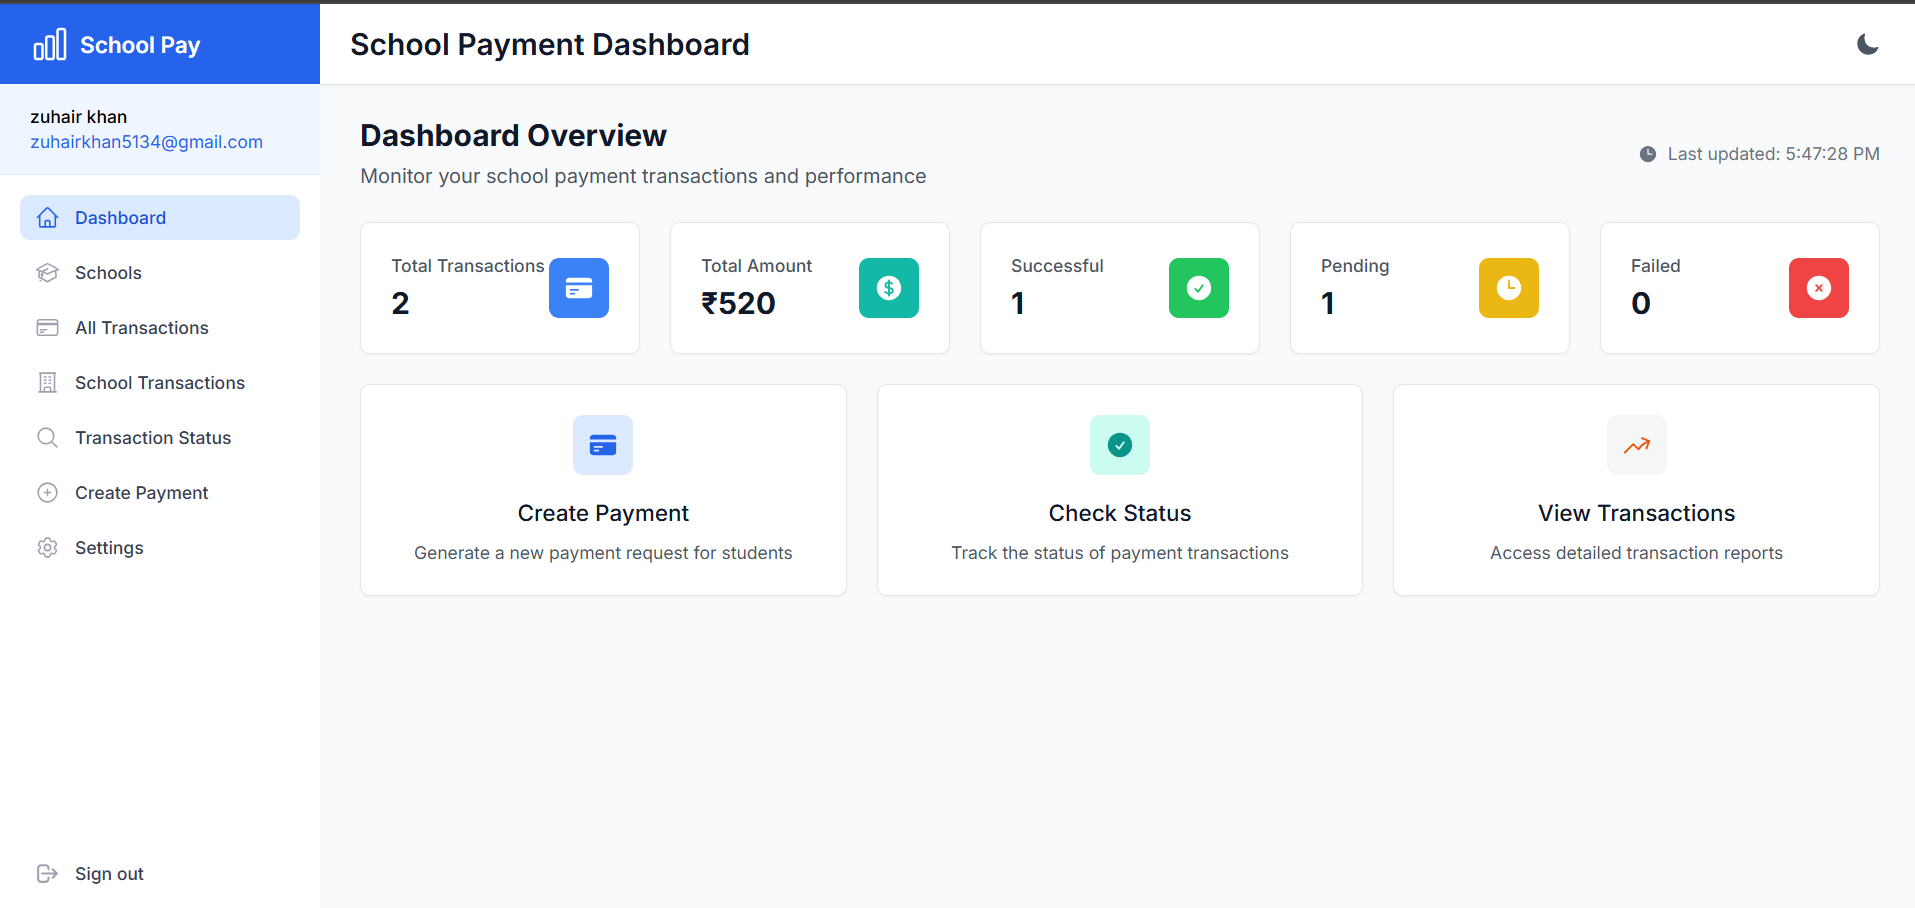 School Pay
School Payment Dashboard
zuhair khan
zuhairkhan5134@gmail.com
Dashboard
Schools
All Transactions
School Transactions
Transaction Status
Create Payment
Settings
Sign out
Dashboard Overview
Monitor your school payment transactions and performance
Last updated: 5:47:28 PM
Total Transactions
2
Total Amount
₹520
Successful
1
Pending
1
Failed
0
Create Payment
Generate a new payment request for students
Check Status
Track the status of payment transactions
View Transactions
Access detailed transaction reports